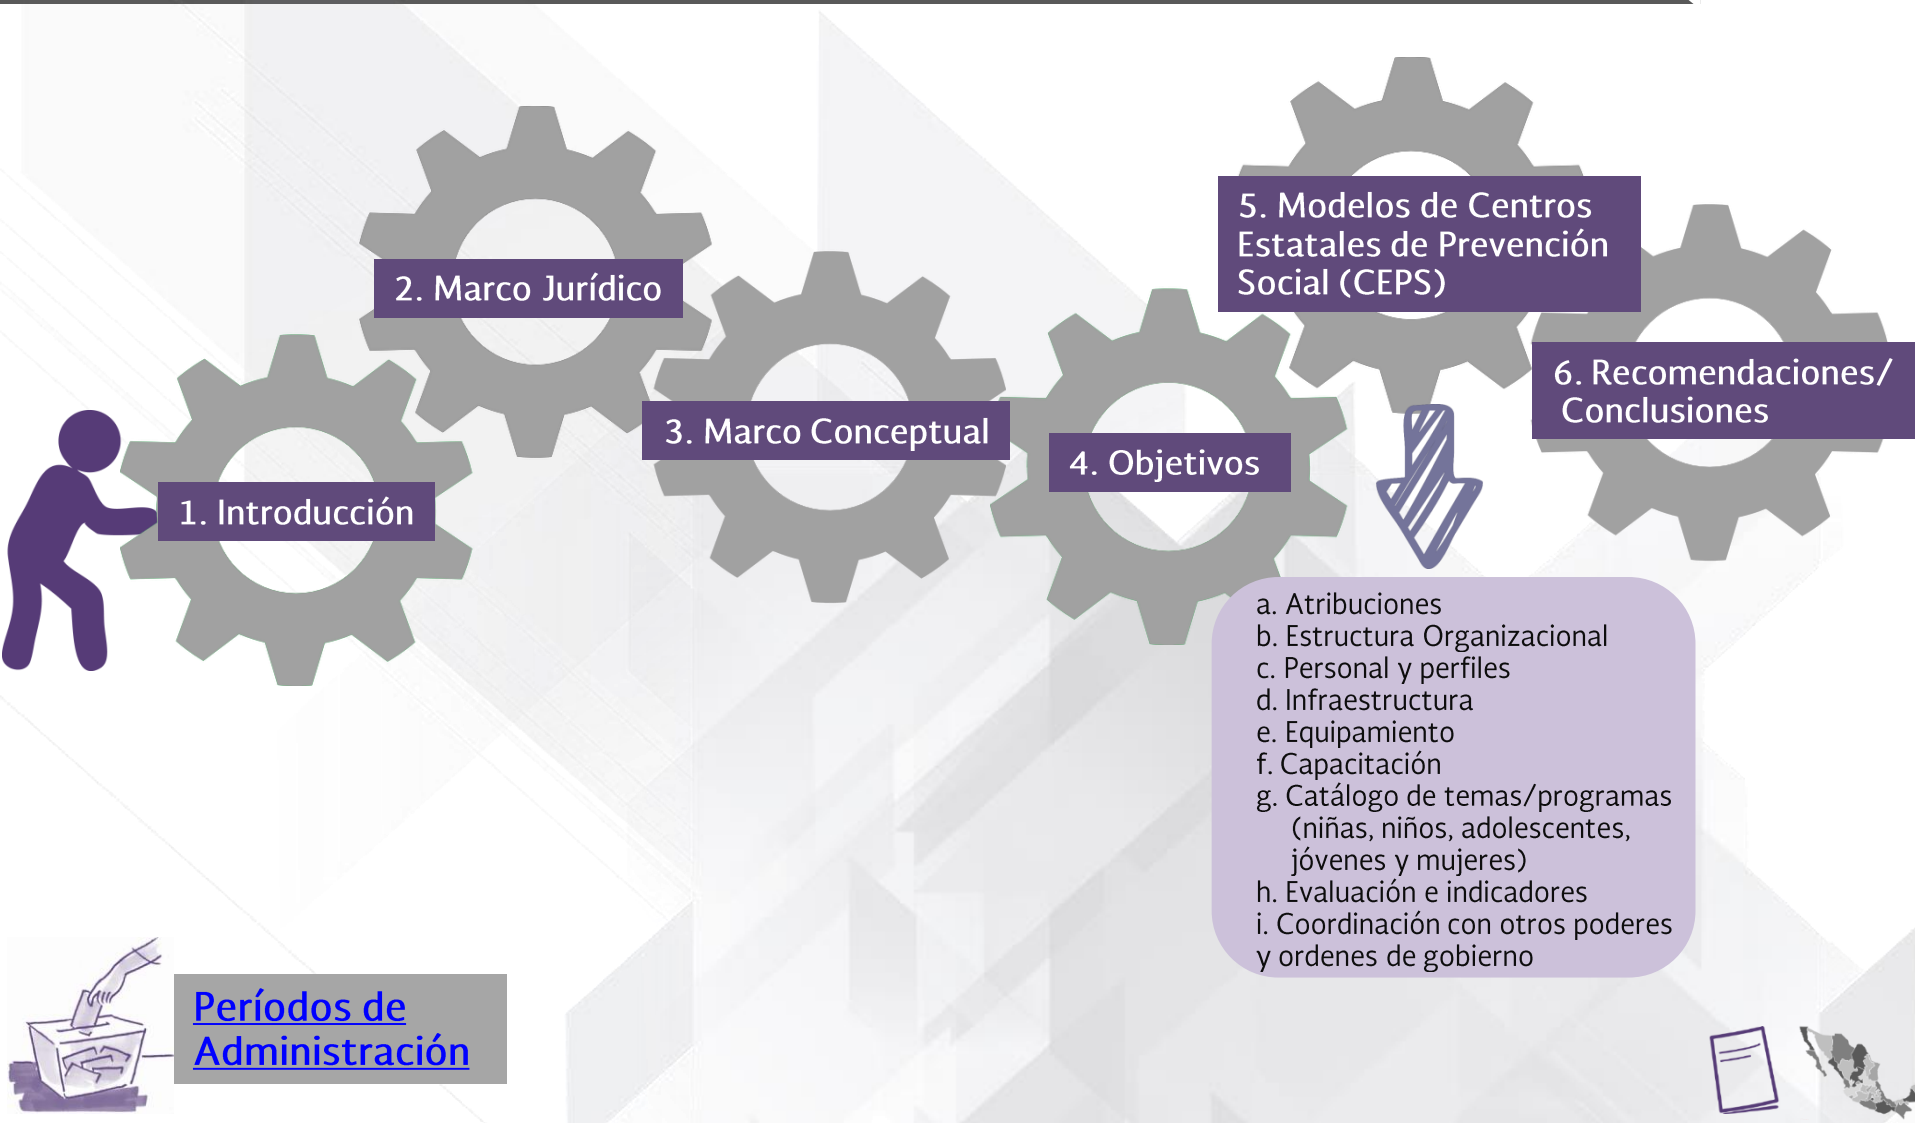 1. Introducción
2. Marco Jurídico
3. Marco Conceptual
4. Objetivos
5. Modelos de Centros
Estatales de Prevención
Social (CEPS)
6. Recomendaciones/
Conclusiones
a. Atribuciones
b. Estructura Organizacional
c. Personal y perfiles
d. Infraestructura
e. Equipamiento
f. Capacitación
g. Catálogo de temas/programas
(niñas, niños, adolescentes,
jóvenes y mujeres)
h. Evaluación e indicadores
i. Coordinación con otros poderes
y ordenes de gobierno
Períodos de
Administración